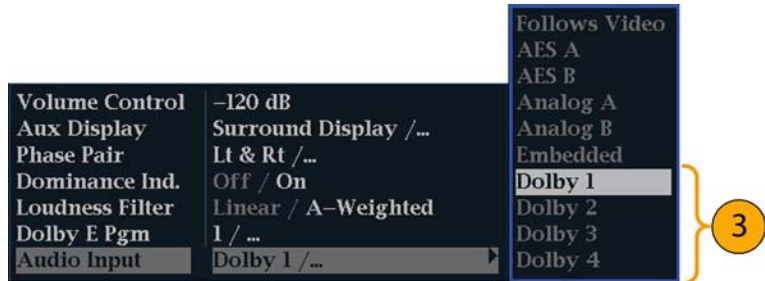 Follows Video
AES A
AES B
Analog A
Analog B
Embedded
Dolby 1
Dolby 2
Dolby 3
Dolby 4
Volume Control –120 dB
Aux Display Surround Display /...
Phase Pair Lt & Rt /...
Dominance Ind. Off / On
Loudness Filter Linear / A–Weighted
Dolby E Pgm 1 / ...
Audio Input Dolby 1 /...
3